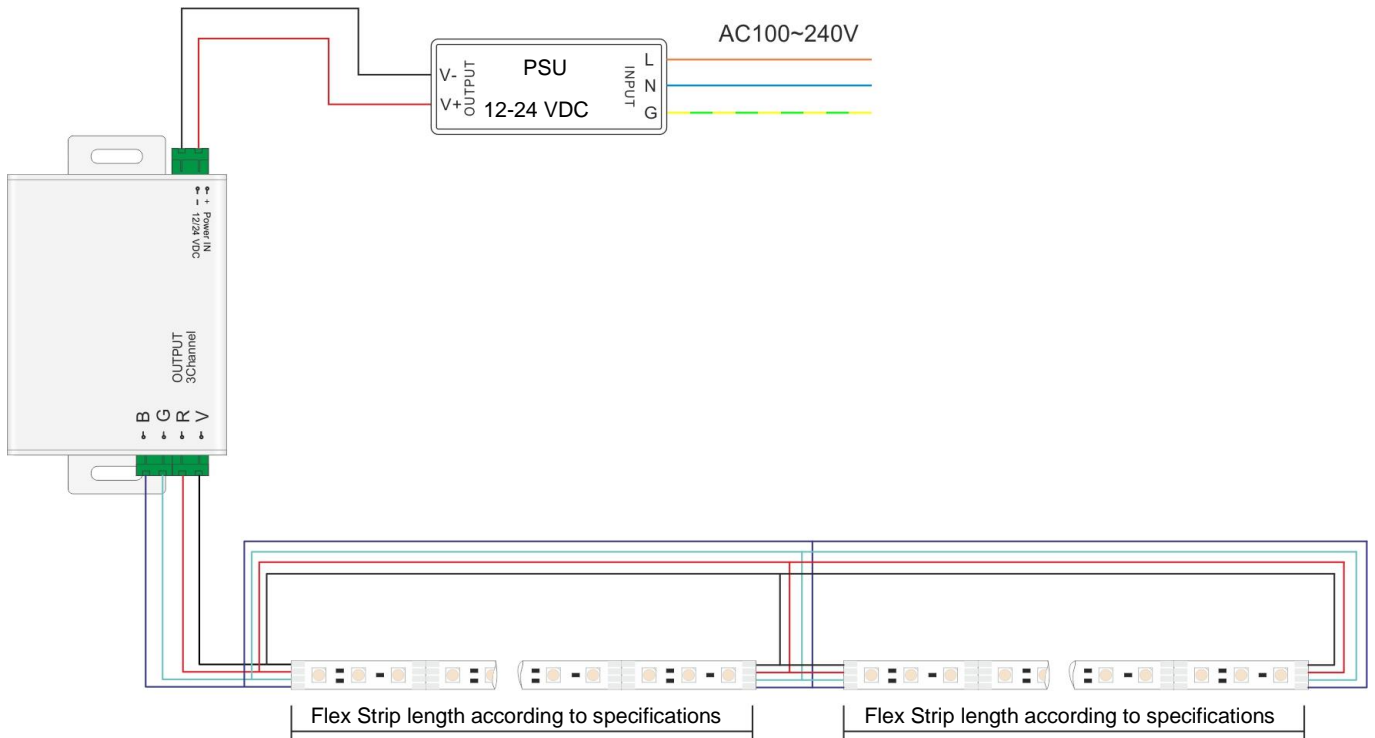 AC100~240V
V-
V+
OUTPUT
PSU
12-24 VDC
INPUT
L
N
G
- + Power IN
12/24 VDC
OUTPUT
3Channel
B G R V
Flex Strip length according to specifications
Flex Strip length according to specifications